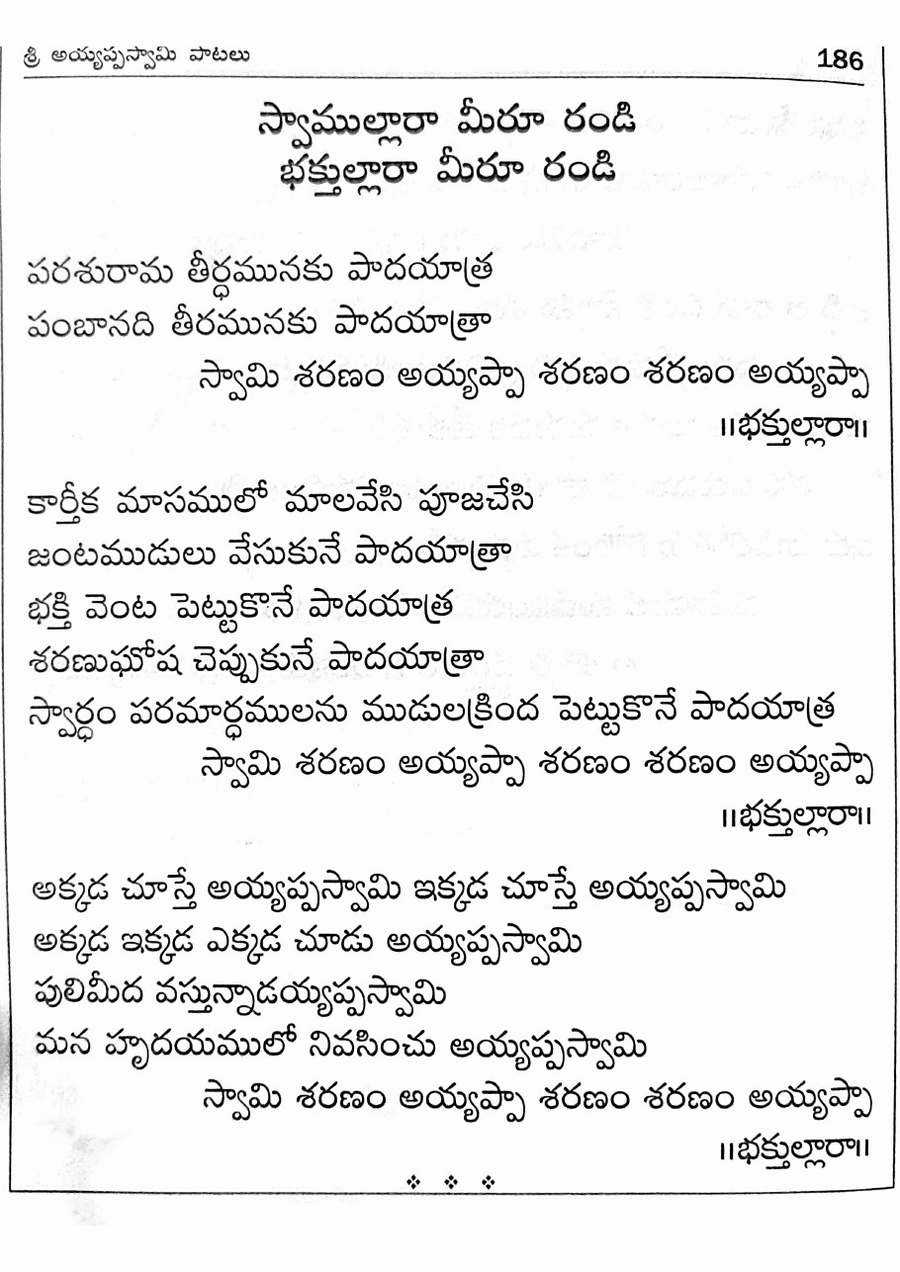 శ్రీ అయ్యప్పస్వామి పాటలు 186
స్వాముల్లారా మీరూ రండి
భక్తుల్లారా మీరూ రండి
పరశురామ తీర్ధమునకు పాదయాత్ర
పంబానది తీరమునకు పాదయాత్రా
స్వామి శరణం అయ్యప్పా శరణం శరణం అయ్యప్పా
॥భక్తుల్లారా॥
కార్తీక మాసములో మాలవేసి పూజచేసి
జంటముడులు వేసుకునే పాదయాత్రా
భక్తి వెంట పెట్టుకొనే పాదయాత్ర
శరణుఘోష చెప్పుకునే పాదయాత్రా
స్వార్ధం పరమార్ధములను ముడులక్రింద పెట్టుకొనే పాదయాత్ర
స్వామి శరణం అయ్యప్పా శరణం శరణం అయ్యప్పా
॥భక్తుల్లారా॥
అక్కడ చూస్తే అయ్యప్పస్వామి ఇక్కడ చూస్తే అయ్యప్పస్వామి
అక్కడ ఇక్కడ ఎక్కడ చూడు అయ్యప్పస్వామి
పులిమీద వస్తున్నాడయ్యప్పస్వామి
మన హృదయములో నివసించు అయ్యప్పస్వామి
స్వామి శరణం అయ్యప్పా శరణం శరణం అయ్యప్పా
॥భక్తుల్లారా॥